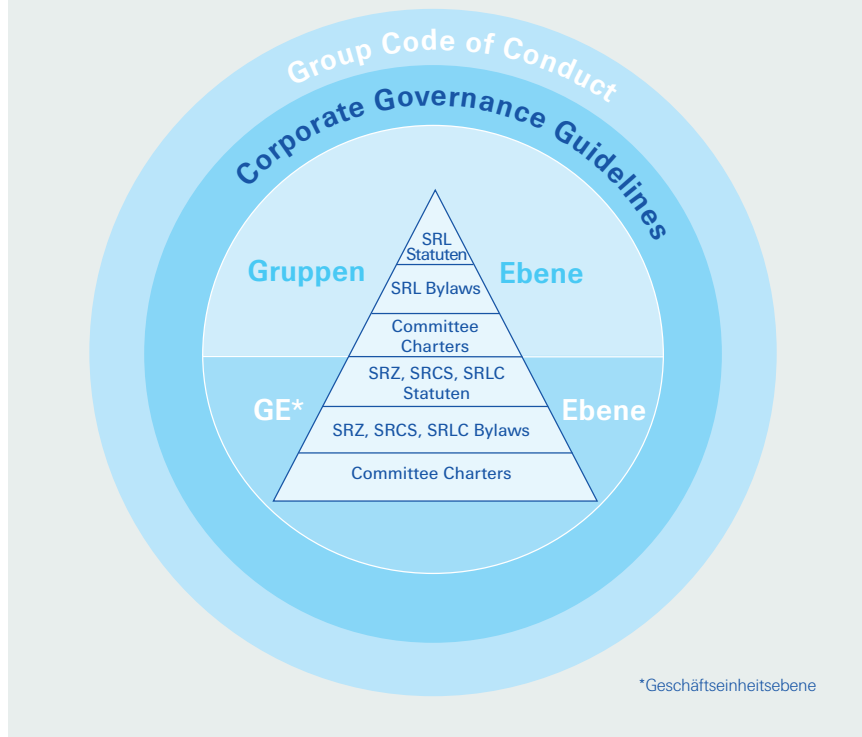 Group Code of Conduct
Corporate Governance Guidelines
SRL
Statuten
Gruppen
Ebene
SRL Bylaws
Committee
Charters
SRZ, SRCS, SRLC
Statuten
GE*
Ebene
SRZ, SRCS, SRLC Bylaws
Committee Charters
*Geschäftseinheitsebene